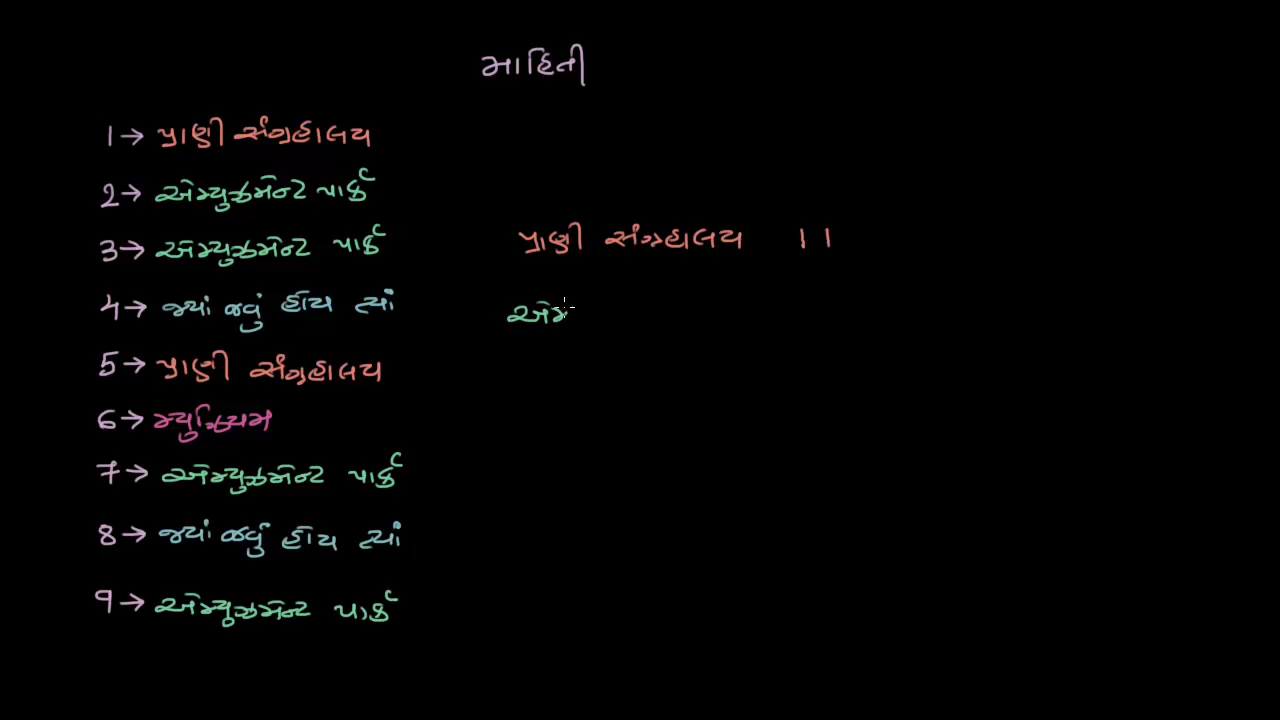 માહિતી
1→ પ્રાણી સંગ્રહાલય
2→ એમ્યુઝમેન્ટ પાર્ક
3→ એમ્યુઝમેન્ટ પાર્ક
4→ જ્યાં જવું હોય ત્યાં
5→ પ્રાણી સંગ્રહાલય
6→ મ્યુઝિયમ
7→ એમ્યુઝમેન્ટ પાર્ક
8→ જ્યાં જવું હોય ત્યાં
9→ એમ્યુઝમેન્ટ પાર્ક
પ્રાણી સંગ્રહાલય ।।
એમ